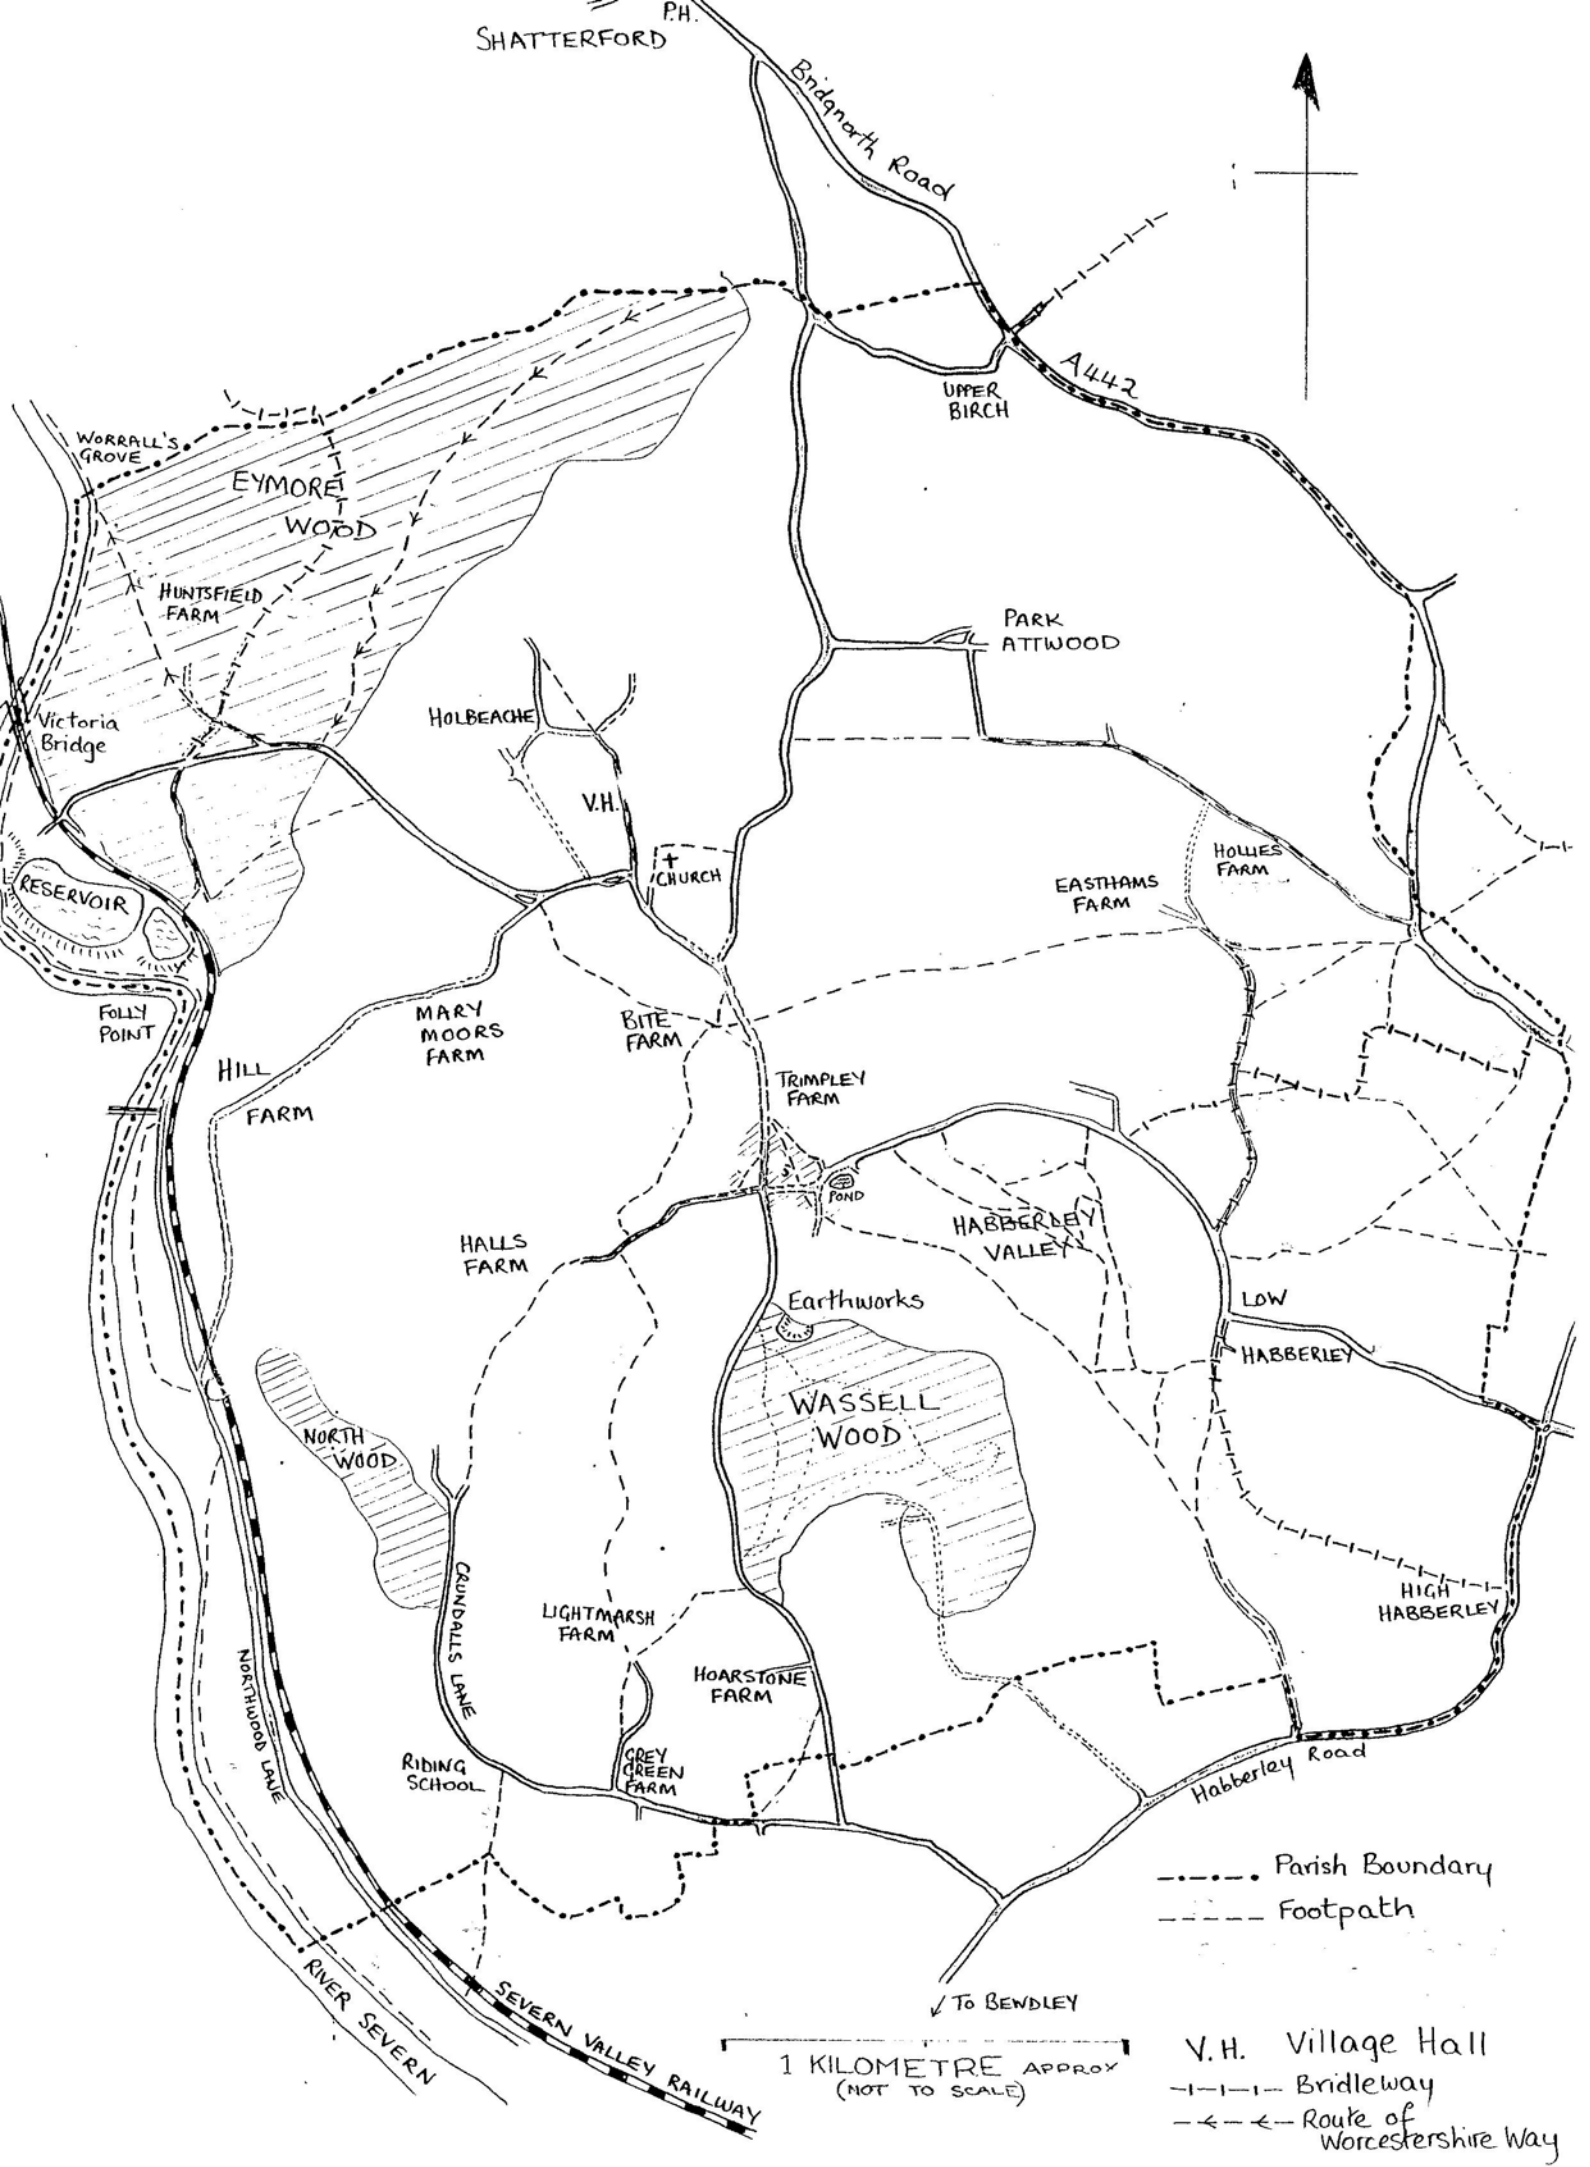 P.H.
SHATTERFORD
Bridgnorth Road
A442
UPPER
BIRCH
WORRALL'S
GROVE
EYMORE
WOOD
HUNTSFIELD
FARM
PARK
ATTWOOD
HOLBEACHE
Victoria
Bridge
V.H.
CHURCH
HOLLIES
FARM
EASTHAMS
FARM
RESERVOIR
FOLLY
POINT
MARY
MOORS
FARM
BITE
FARM
HILL
FARM
TRIMPLEY
FARM
POND
HABBERLEY
VALLEY
HALLS
FARM
Earthworks
LOW
HABBERLEY
WASSELL
WOOD
NORTH
WOOD
CRUNDALLS LANE
LIGHTMARSH
FARM
HIGH
HABBERLEY
HOARSTONE
FARM
NORTHWOOD LANE
RIDING
SCHOOL
GREY
GREEN
FARM
Habberley Road
Parish Boundary
Footpath
RIVER SEVERN
SEVERN VALLEY RAILWAY
TO BEWDLEY
1 KILOMETRE APPROX
(NOT TO SCALE)
V.H. Village Hall
Bridleway
Route of
Worcestershire Way